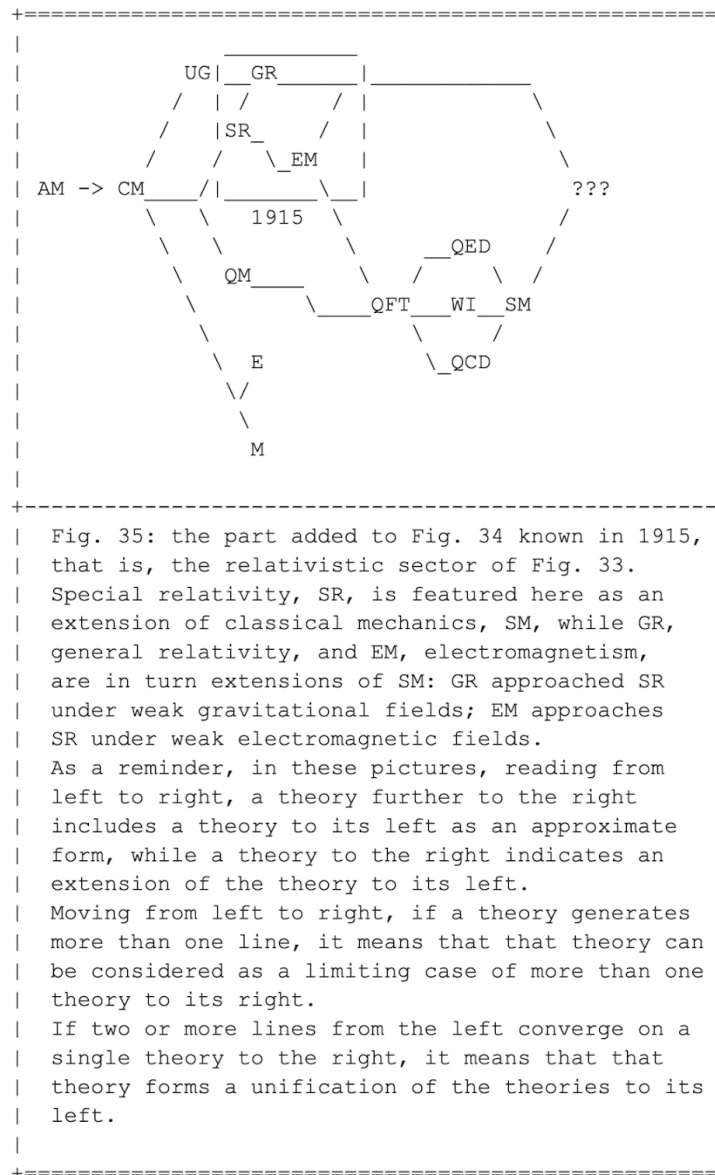 UG GR
SR
EM
AM -> CM ???
1915
QED
QM
QFT WI SM
E QCD
M
Fig. 35: the part added to Fig. 34 known in 1915,
that is, the relativistic sector of Fig. 33.
Special relativity, SR, is featured here as an
extension of classical mechanics, SM, while GR,
general relativity, and EM, electromagnetism,
are in turn extensions of SM: GR approached SR
under weak gravitational fields; EM approaches
SR under weak electromagnetic fields.
As a reminder, in these pictures, reading from
left to right, a theory further to the right
includes a theory to its left as an approximate
form, while a theory to the right indicates an
extension of the theory to its left.
Moving from left to right, if a theory generates
more than one line, it means that that theory can
be considered as a limiting case of more than one
theory to its right.
If two or more lines from the left converge on a
single theory to the right, it means that that
theory forms a unification of the theories to its
left.